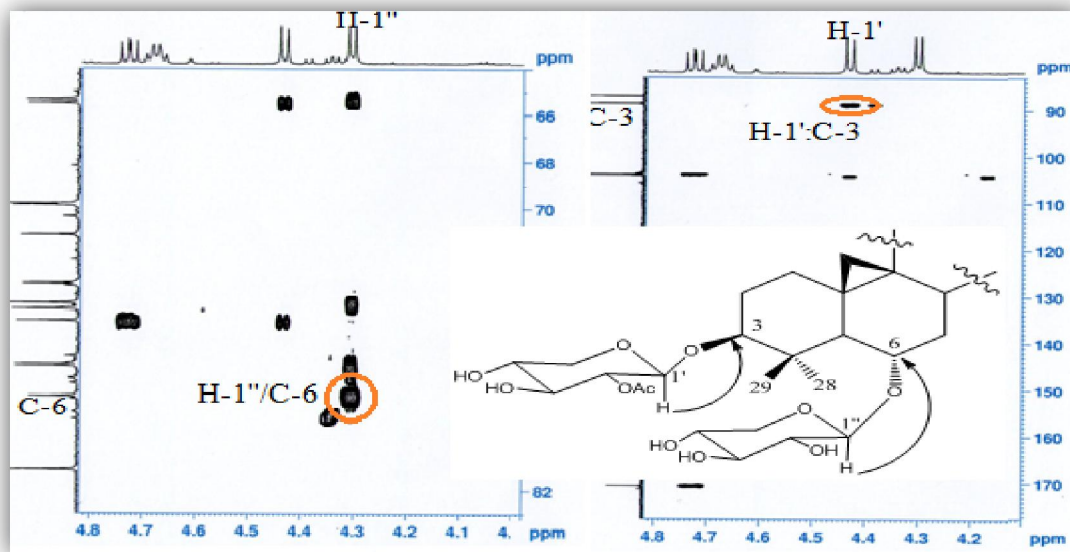 H-1''
ppm
66
68
70
82
C-6
H-1''/C-6
4.8 4.7 4.6 4.5 4.4 4.3 4.2 4.1 4. ppm
H-1'
ppm
C-3
H-1':C-3
90
100
110
120
130
140
150
160
170
4.8 4.7 4.6 4.5 4.4 4.3 4.2 ppm
3
6
O
O
O
1'
HO
HO
OAc
H
29
28
O
1''
HO
HO
OH
H